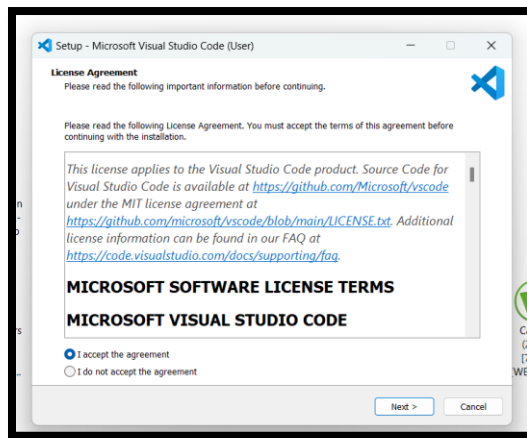 Setup - Microsoft Visual Studio Code (User)
License Agreement
Please read the following important information before continuing.
Please read the following License Agreement. You must accept the terms of this agreement before
continuing with the installation.
This license applies to the Visual Studio Code product. Source Code for
Visual Studio Code is available at https://github.com/Microsoft/vscode
under the MIT license agreement at
https://github.com/microsoft/vscode/blob/main/LICENSE.txt. Additional
license information can be found in our FAQ at
https://code.visualstudio.com/docs/supporting/faq.
MICROSOFT SOFTWARE LICENSE TERMS
MICROSOFT VISUAL STUDIO CODE
I accept the agreement
I do not accept the agreement
Next >
Cancel